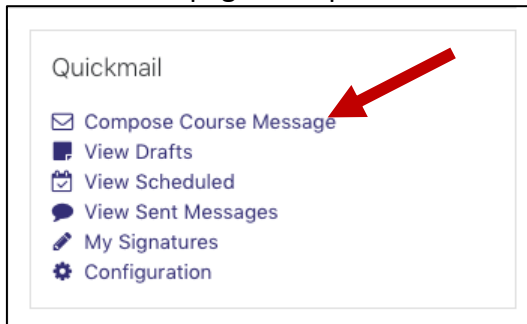 Quickmail
Compose Course Message
View Drafts
View Scheduled
View Sent Messages
My Signatures
Configuration